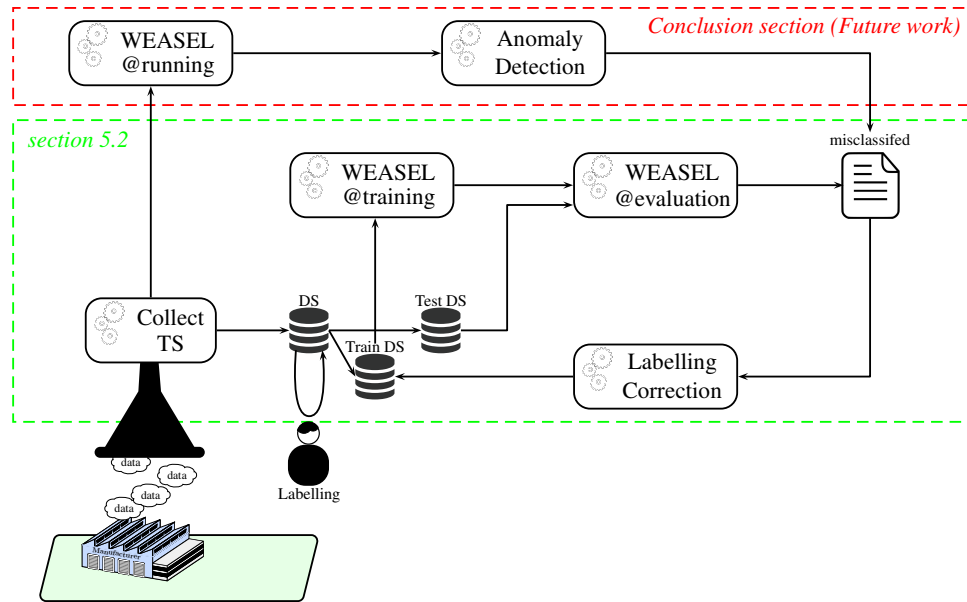 Conclusion section (Future work)
WEASEL
@running
Anomaly
Detection
section 5.2
misclassifed
WEASEL
@training
WEASEL
@evaluation
DS
Test DS
Collect
TS
Train DS
Labelling
Correction
data
data
data
data
Labelling
Manufacturer